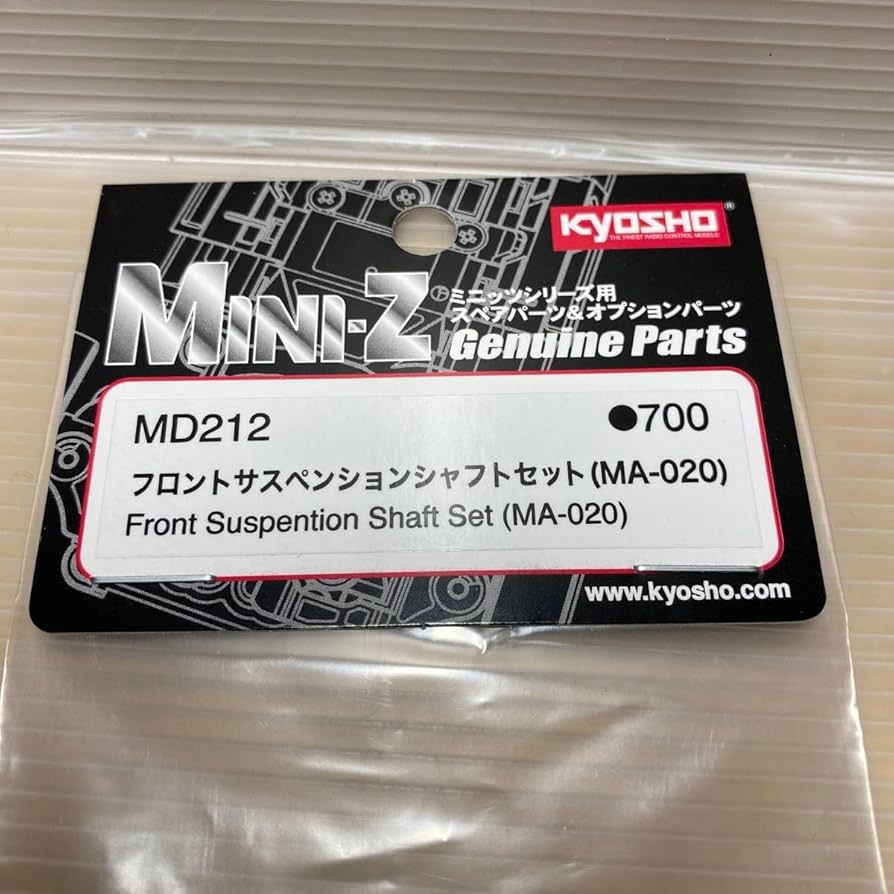 KYOSHO®
THE FINEST RADIO CONTROL MODELS
MINI-Z
ミニッツシリーズ用
スペアパーツ&オプションパーツ
Genuine Parts
MD212 ●700
フロントサスペンションシャフトセット(MA-020)
Front Suspention Shaft Set (MA-020)
www.kyosho.com